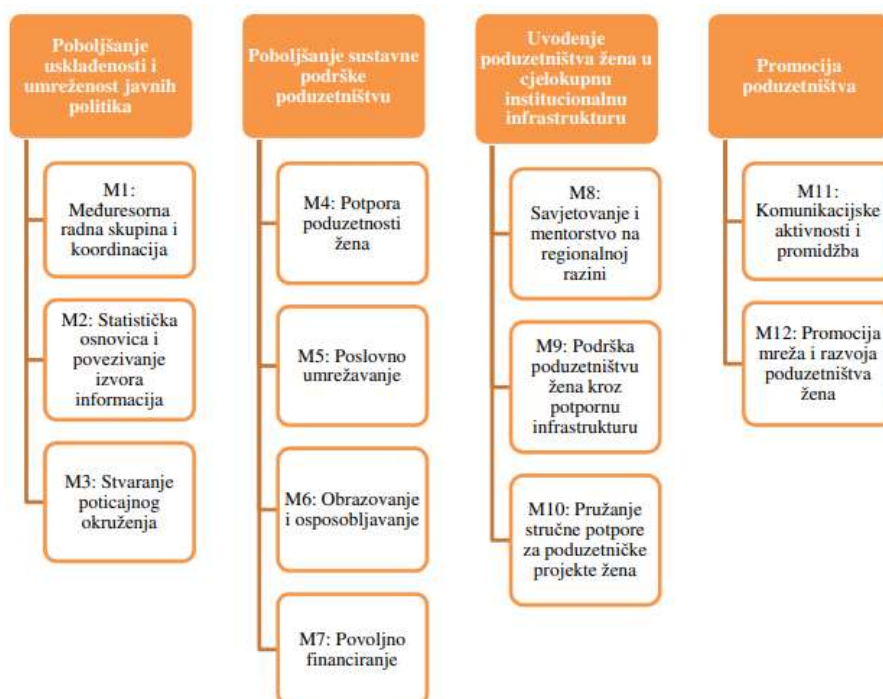 Poboljšanje
usklađenosti i
umreženost javnih
politika
M1:
Međuresorna
radna skupina i
koordinacija
M2: Statistička
osnovica i
povezivanje
izvora
informacija
M3: Stvaranje
poticajnog
okruženja
Poboljšanje sustavne
podrške
poduzetništvu
M4: Potpora
poduzetnosti
žena
M5: Poslovno
umrežavanje
M6: Obrazovanje
i osposobljavanje
M7: Povoljno
financiranje
Uvođenje
poduzetništva žena u
cjelokupnu
institucionalnu
infrastrukturu
M8:
Savjetovanje i
mentorstvo na
regionalnoj
razini
M9: Podrška
poduzetništvu
žena kroz
potpornu
infrastrukturu
M10: Pružanje
stručne potpore
za poduzetničke
projekte žena
Promocija
poduzetništva
M11:
Komunikacijske
aktivnosti i
promidžba
M12: Promocija
mreža i razvoja
poduzetništva
žena